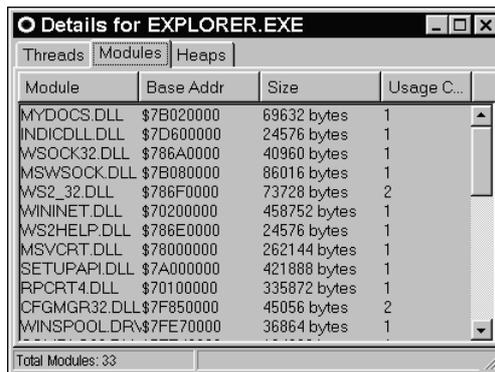 Details for EXPLORER.EXE
Threads Modules Heaps
Module Base Addr Size Usage C...
MYDOCS.DLL $7B020000 69632 bytes 1
INDICDLL.DLL $7D600000 24576 bytes 1
WSOCK32.DLL $786A0000 40960 bytes 1
MSWSOCK.DLL $7B080000 86016 bytes 1
WS2_32.DLL $786F0000 73728 bytes 2
WININET.DLL $70200000 458752 bytes 1
WS2HELP.DLL $786E0000 24576 bytes 1
MSVCRT.DLL $78000000 262144 bytes 1
SETUPAPI.DLL $7A000000 421888 bytes 1
RPCRT4.DLL $70100000 335872 bytes 1
CFGMGR32.DLL $7F850000 45056 bytes 2
WINSPOOL.DRV $7FE70000 36864 bytes 1
Total Modules: 33